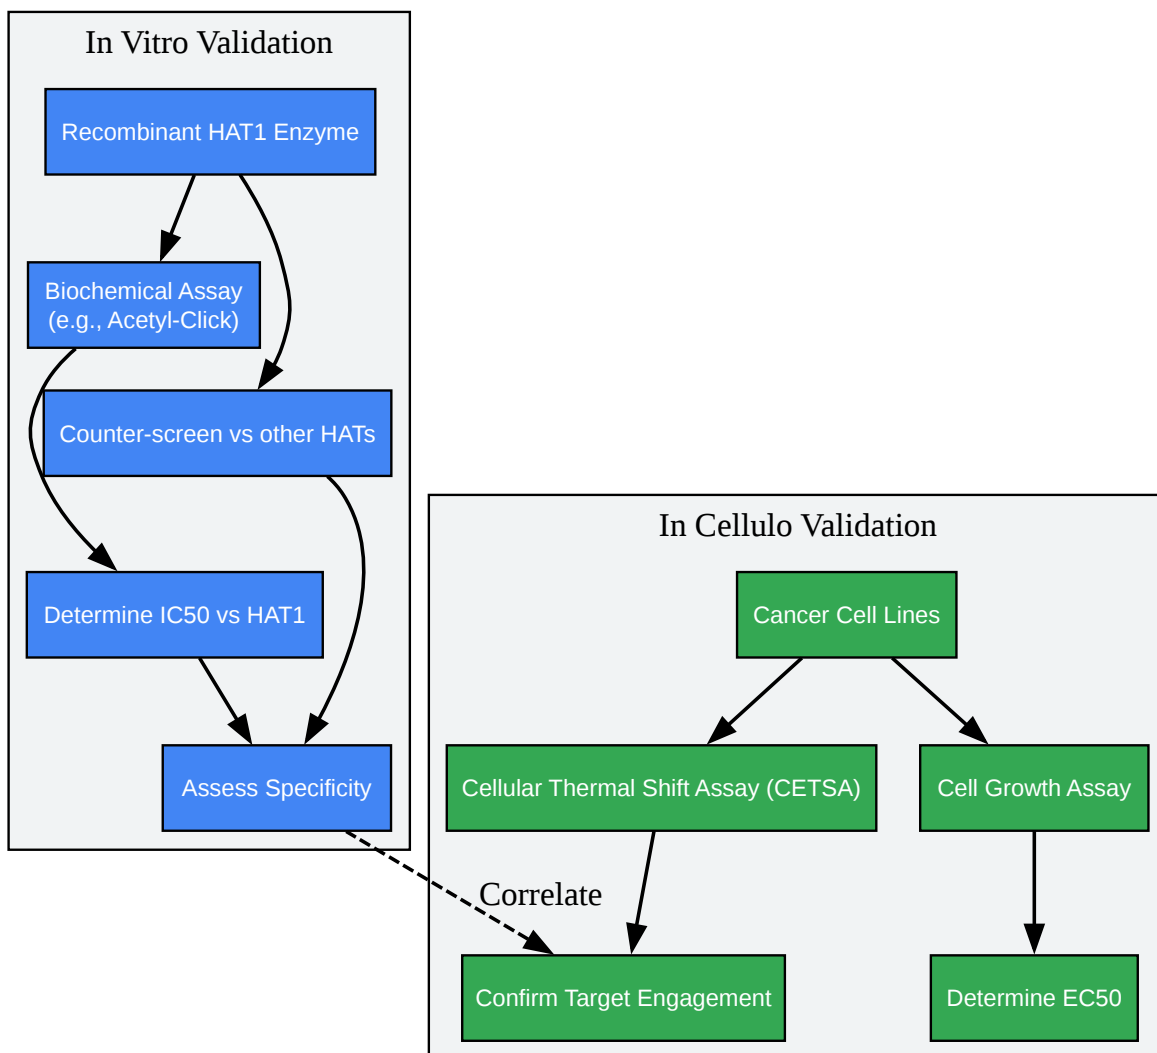 In Vitro Validation
Recombinant HAT1 Enzyme
Biochemical Assay
(e.g., Acetyl-Click)
Counter-screen vs other HATs
Determine IC50 vs HAT1
Assess Specificity
In Cellulo Validation
Cancer Cell Lines
Cellular Thermal Shift Assay (CETSA)
Cell Growth Assay
Correlate
Confirm Target Engagement
Determine EC50